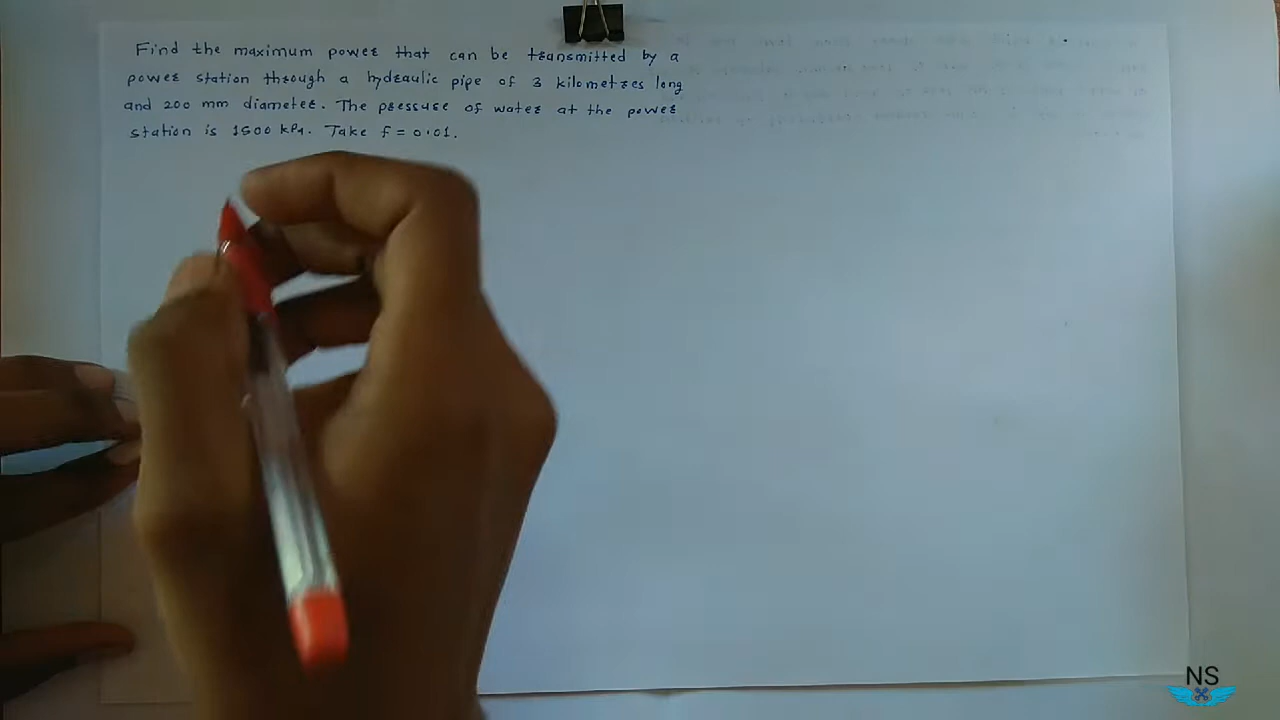 Find the maximum power that can be transmitted by a
power station through a hydraulic pipe of 3 kilometres long
and 200 mm diameter. The pressure of water at the power
station is 1500 kPa. Take f = 0.01.
NS